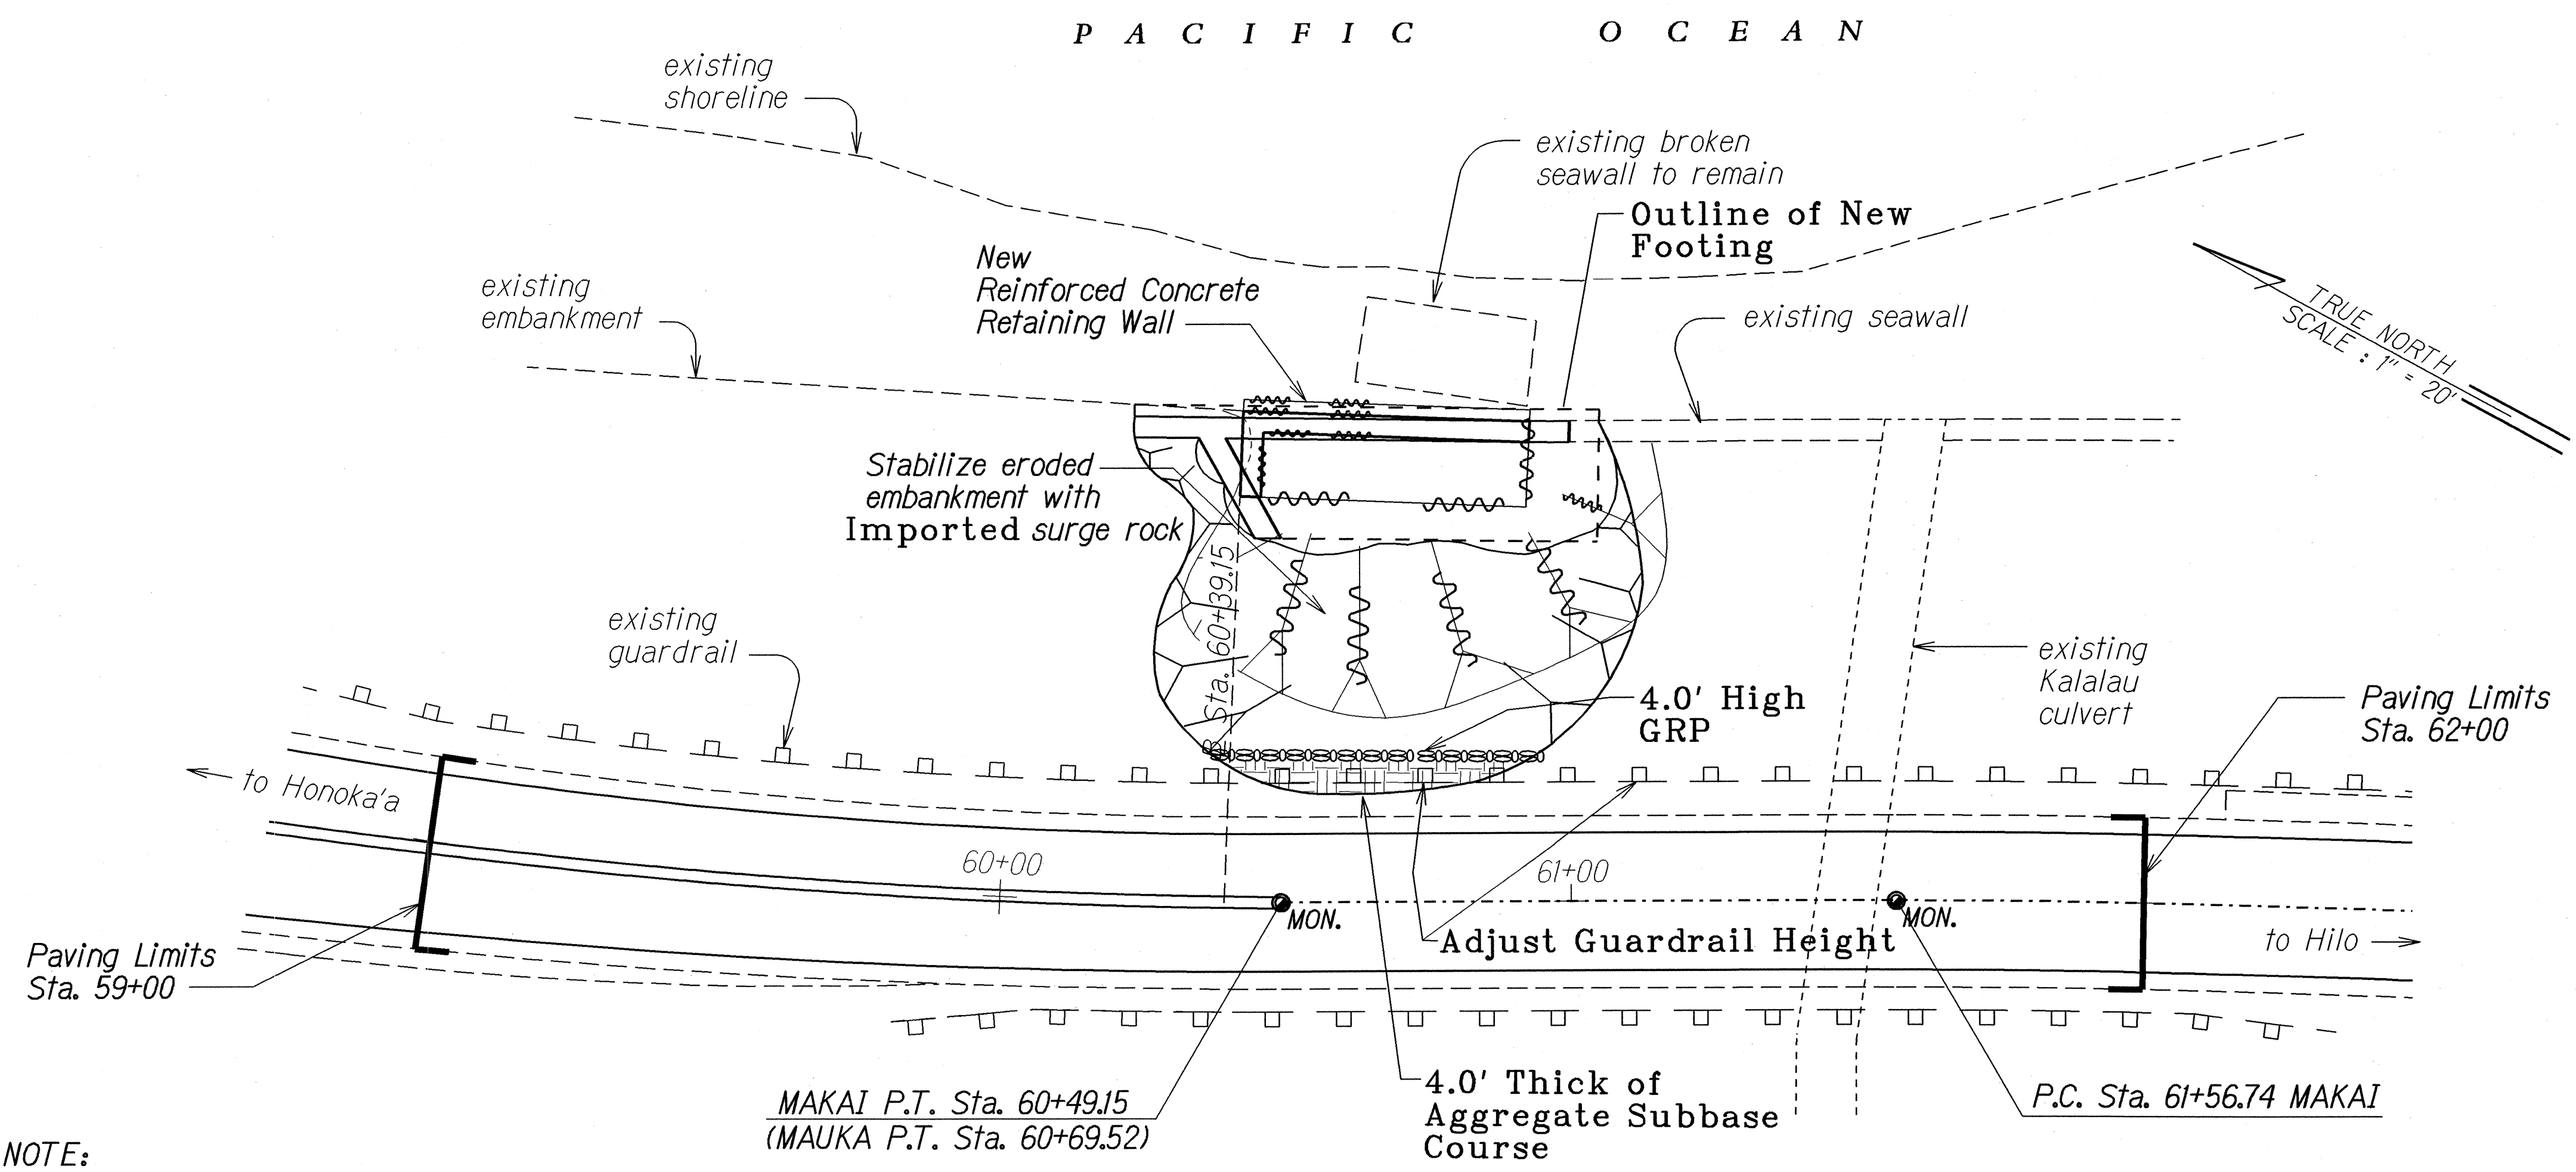 PACIFIC OCEAN
existing
shoreline
existing broken
seawall to remain
Outline of New
Footing
New
Reinforced Concrete
Retaining Wall
existing
embankment
existing seawall
TRUE NORTH
SCALE : 1" = 20'
Stabilize eroded
embankment with
Imported surge rock
Sta. 60+39.15
existing
guardrail
existing
Kalalau
culvert
4.0' High
GRP
Paving Limits
Sta. 62+00
to Honoka'a
60+00
61+00
MON.
MON.
Adjust Guardrail Height
to Hilo
Paving Limits
Sta. 59+00
MAKAI P.T. Sta. 60+49.15
(MAUKA P.T. Sta. 60+69.52)
4.0' Thick of
Aggregate Subbase
Course
P.C. Sta. 61+56.74 MAKAI
NOTE: